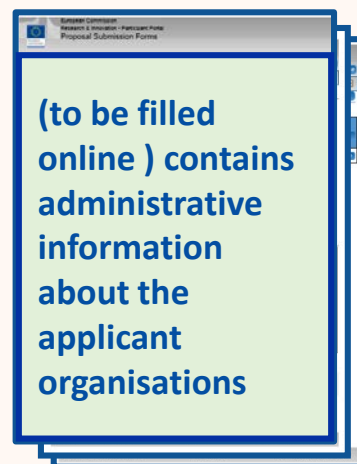 European Commission
Research & Innovation - Participant Portal
Proposal Submission Forms
(to be filled
online ) contains
administrative
information
about the
applicant
organisations